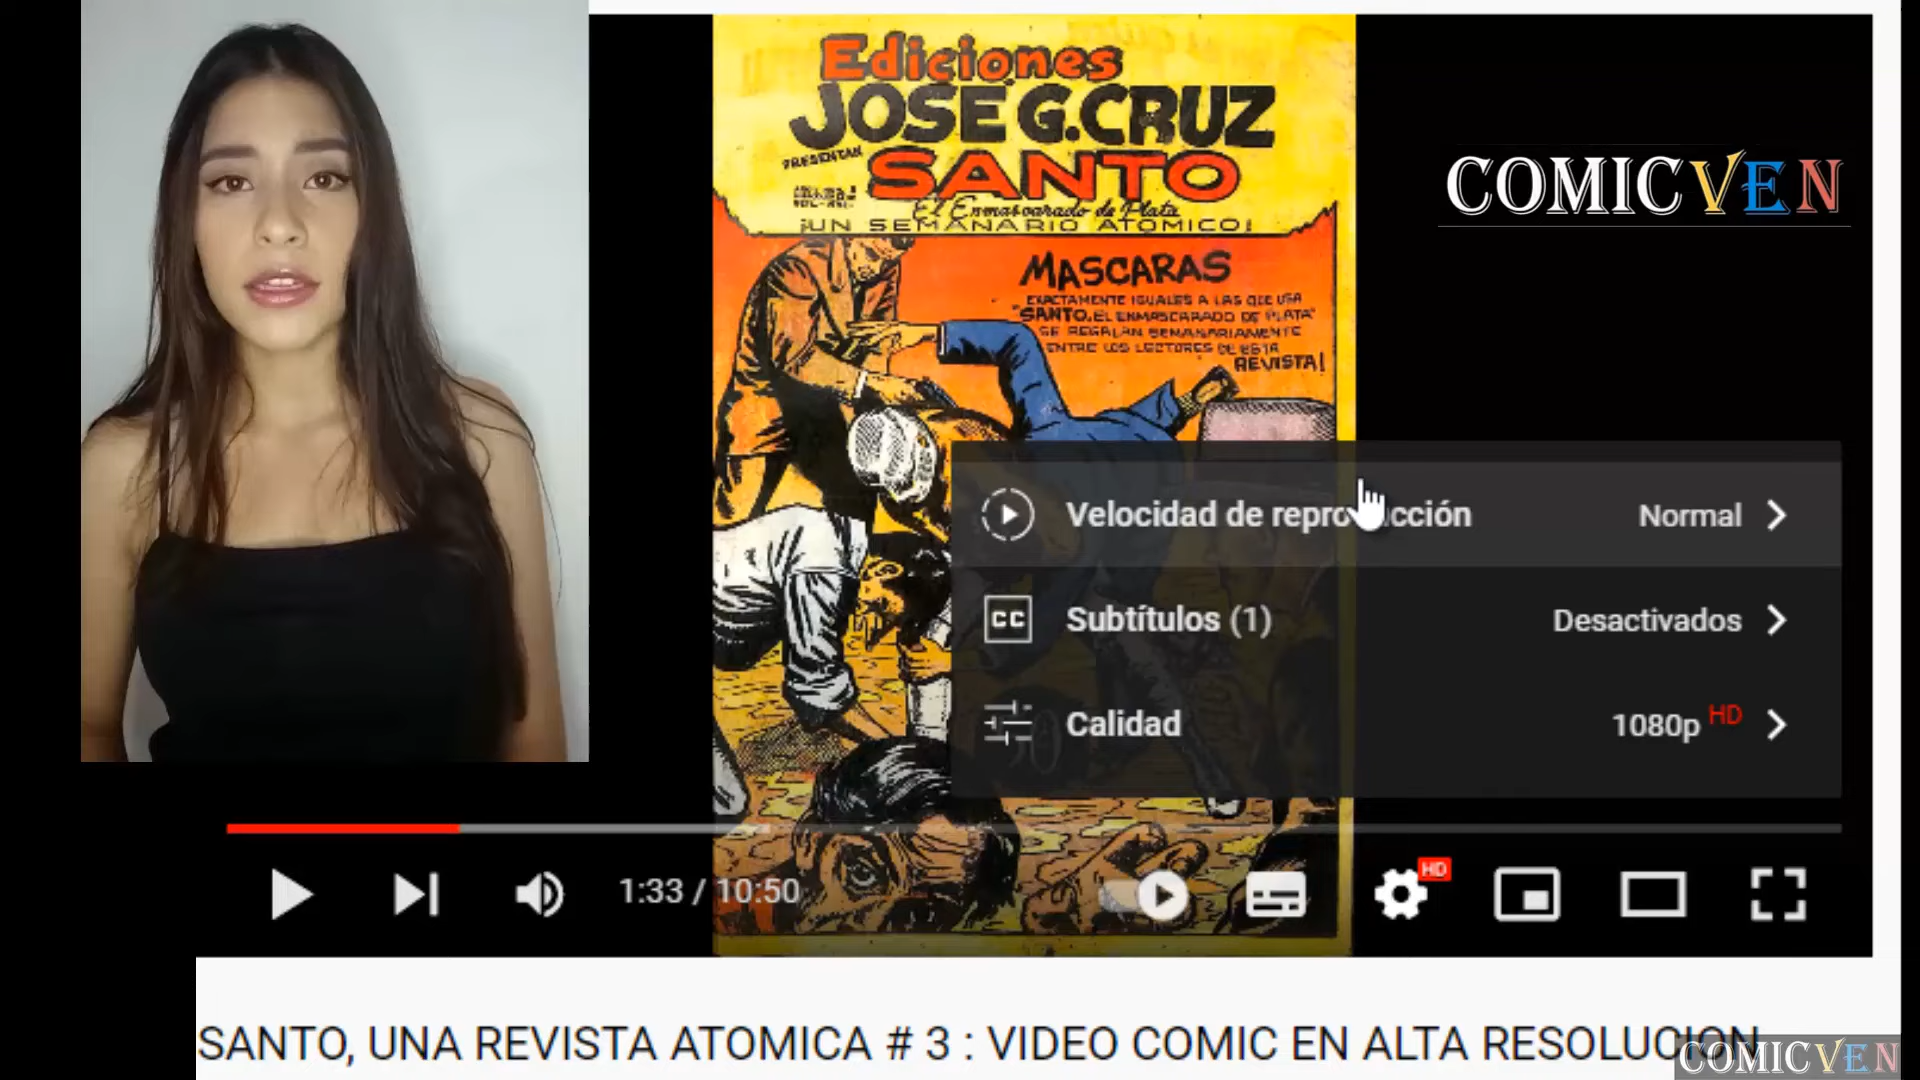 Ediciones
JOSE G. CRUZ
PRESENTAN
SANTO
El Enmascarado de Plata
¡UN SEMANARIO ATOMICO!
MASCARAS
EXACTAMENTE IGUALES A LAS QUE USA
"SANTO, EL ENMASCARADO DE PLATA"
SE REGALAN SEMANARIAMENTE
ENTRE LOS LECTORES DE ESTA
REVISTA!
COMICVEN
Velocidad de reproducción Normal
CC Subtítulos (1) Desactivados
Calidad 1080p HD
1:33 / 10:50
HD
SANTO, UNA REVISTA ATOMICA # 3 : VIDEO COMIC EN ALTA RESOLUCION
COMICVEN